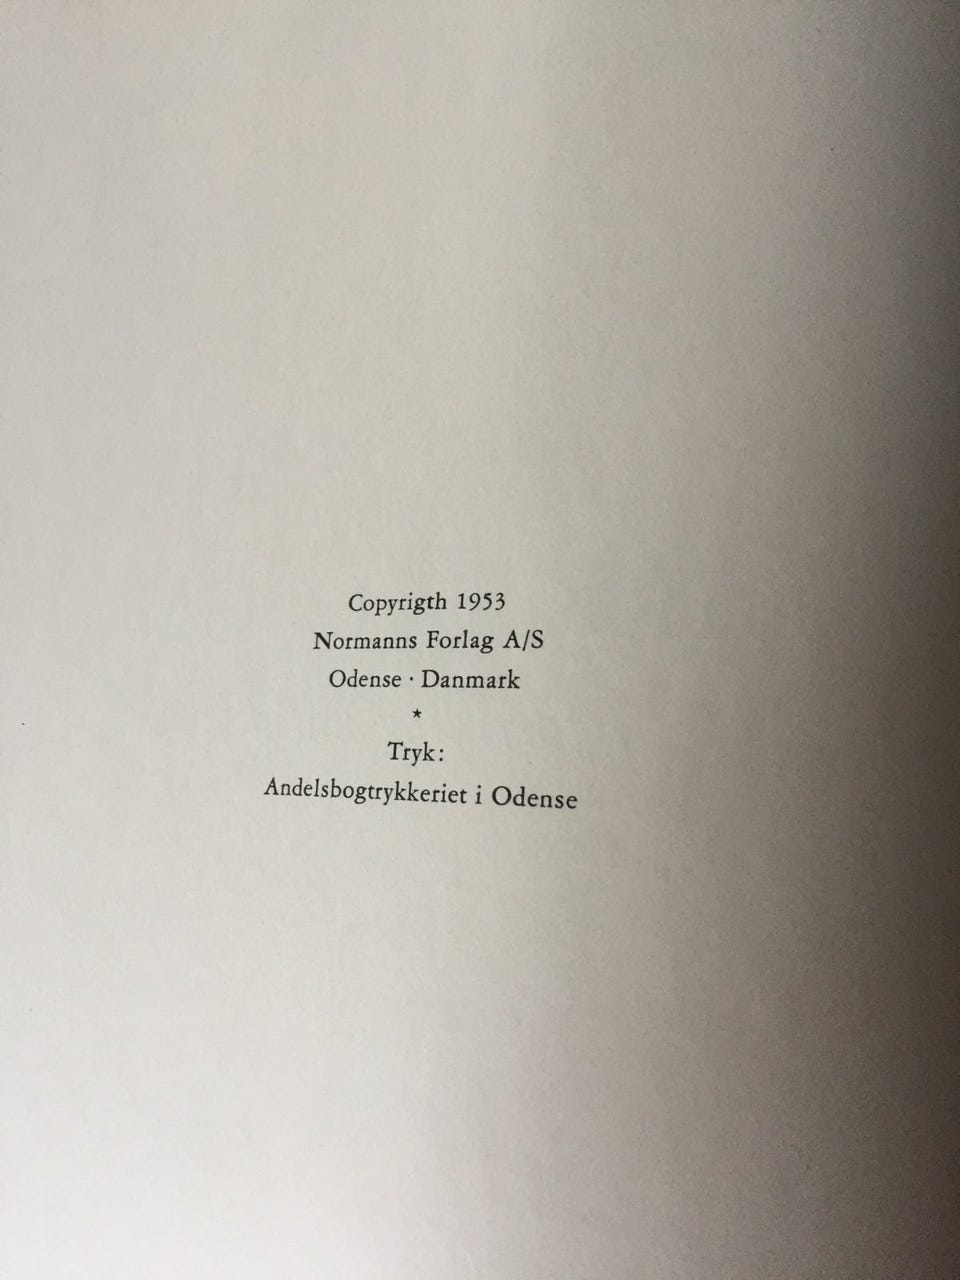 Copyrigth 1953
Normanns Forlag A/S
Odense · Danmark
*
Tryk:
Andelsbogtrykkeriet i Odense